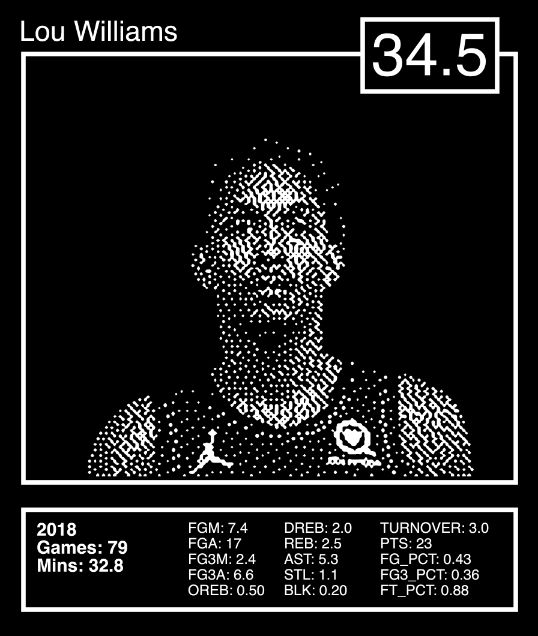 Lou Williams
34.5
2018
Games: 79
Mins: 32.8
FGM: 7.4
FGA: 17
FG3M: 2.4
FG3A: 6.6
OREB: 0.50
DREB: 2.0
REB: 2.5
AST: 5.3
STL: 1.1
BLK: 0.20
TURNOVER: 3.0
PTS: 23
FG_PCT: 0.43
FG3_PCT: 0.36
FT_PCT: 0.88